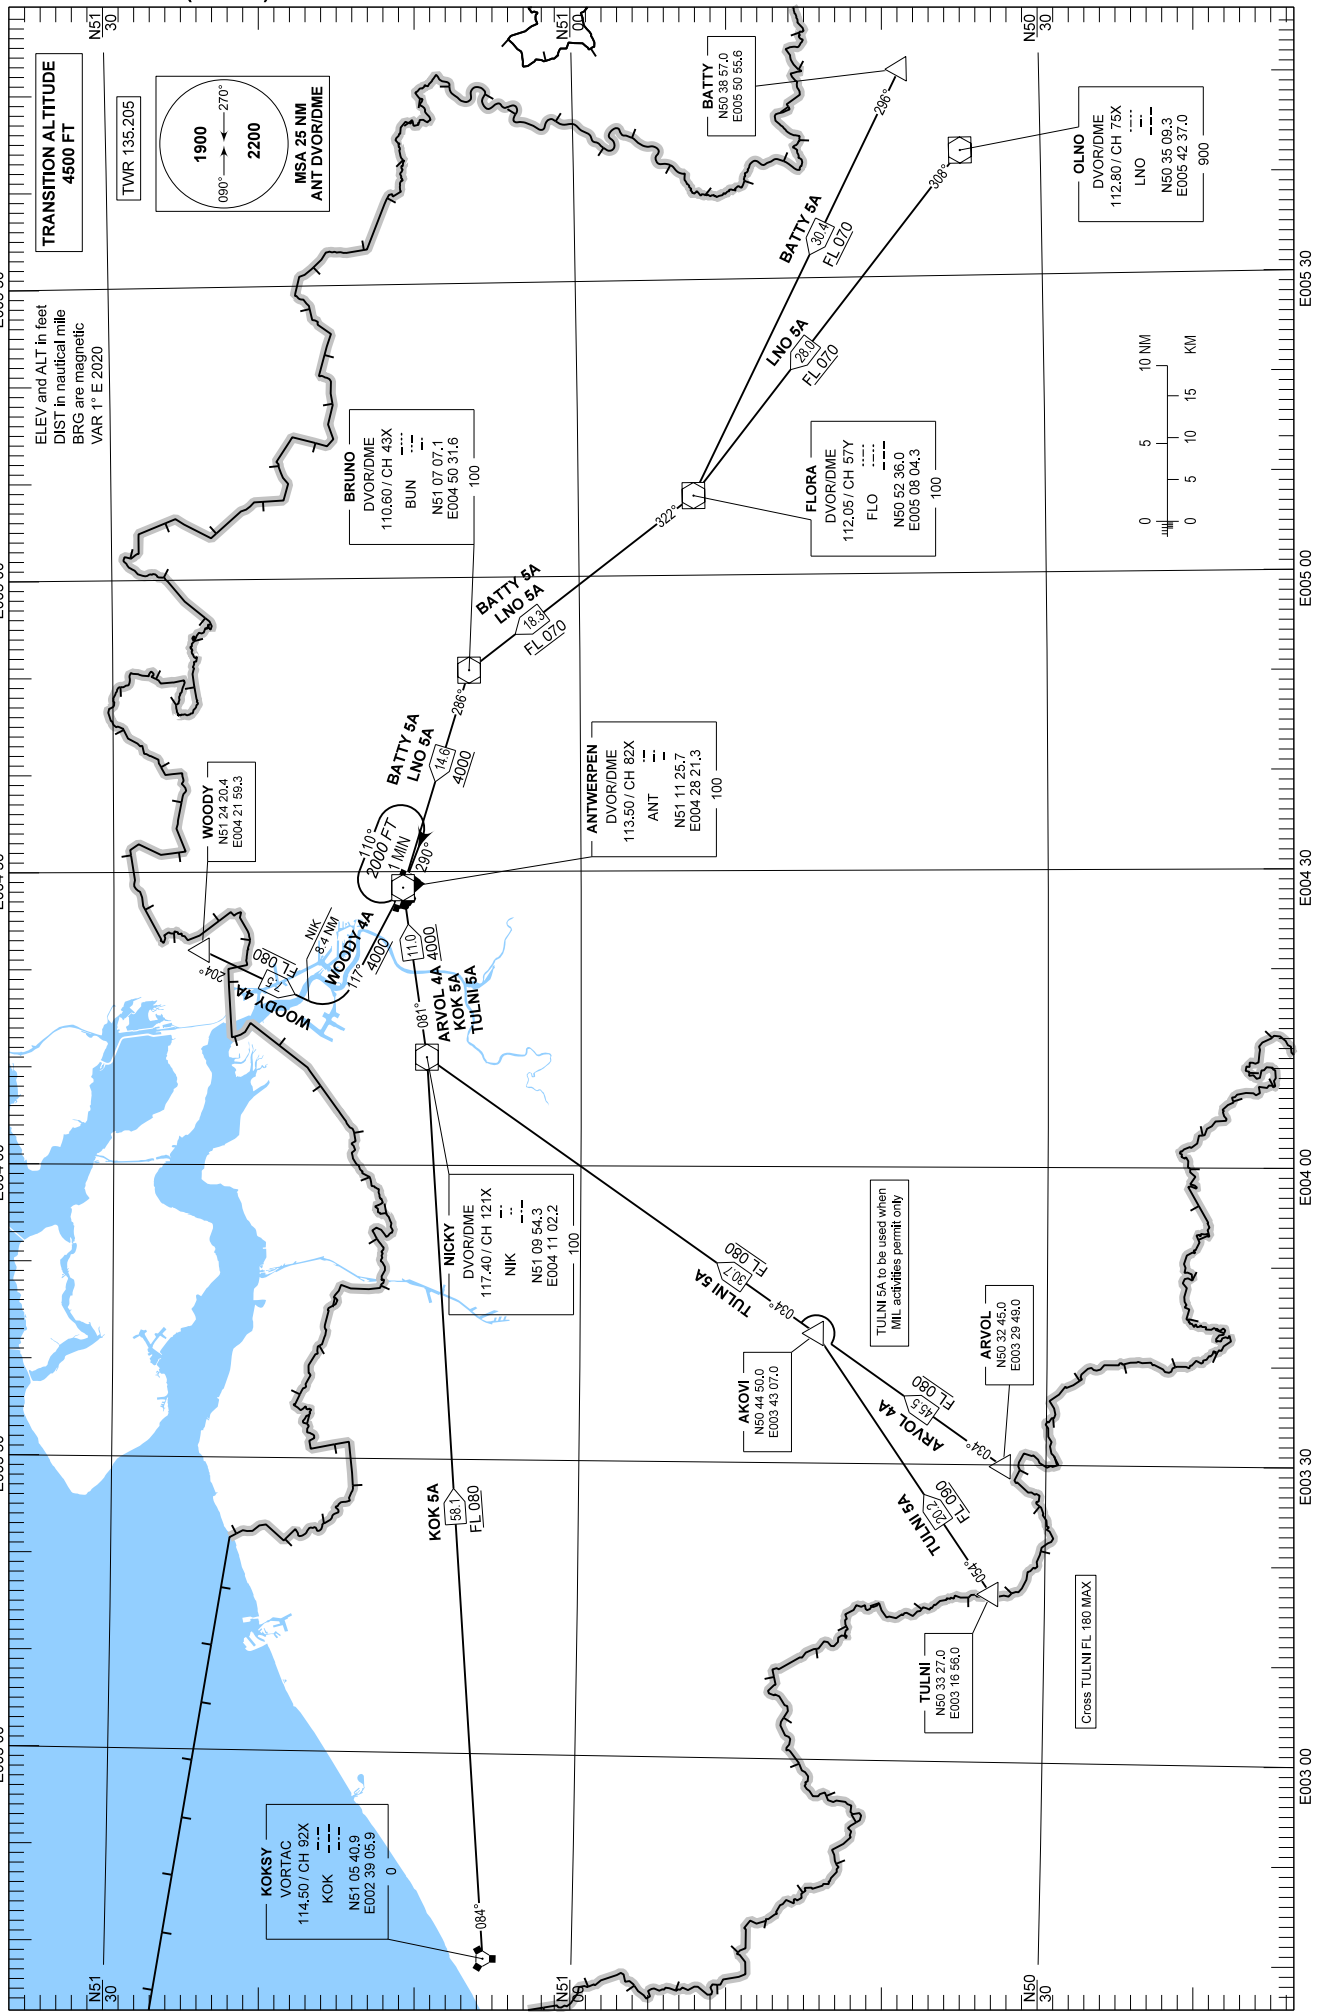 TRANSITION ALTITUDE
4500 FT
TWR 135.205
090°
270°
1900
2200
MSA 25 NM
ANT DVOR/DME
ELEV and ALT in feet
DIST in nautical mile
BRG are magnetic
VAR 1° E 2020
N51
30
N51
00
N50
30
N51
30
N51
00
N50
30
E003 00
E003 30
E004 00
E005 00
E005 30
KOKSY
VORTAC
114.50 / CH 92X
KOK
N51 05 40.9
E002 39 05.9
0
084°
KOK 5A
58.1
FL 080
NICKY
DVOR/DME
117.40 / CH 121X
NIK
N51 09 54.3
E004 11 02.2
100
081°
11.0
4000
ARVOL 4A
KOK 5A
TULNI 5A
WOODY
N51 24 20.4
E004 21 59.3
204°
7.5
FL 080
WOODY 4A
NIK
8.4 NM
WOODY 4A
117°
4000
110°
2000 FT
1 MIN
290°
ANTWERPEN
DVOR/DME
113.50 / CH 82X
ANT
N51 11 25.7
E004 28 21.3
100
BATTY 5A
LNO 5A
14.6
4000
286°
BRUNO
DVOR/DME
110.60 / CH 43X
BUN
N51 07 07.1
E004 50 31.6
100
BATTY 5A
LNO 5A
18.3
FL 070
322°
FLORA
DVOR/DME
112.05 / CH 57Y
FLO
N50 52 36.0
E005 08 04.3
100
BATTY 5A
30.4
FL 070
296°
BATTY
N50 38 57.0
E005 50 55.6
LNO 5A
28.0
FL 070
308°
OLNO
DVOR/DME
112.80 / CH 75X
LNO
N50 35 09.3
E005 42 37.0
900
TULNI 5A
30.7
FL 080
034°
AKOVI
N50 44 50.0
E003 43 07.0
TULNI 5A to be used when
MIL activities permit only
ARVOL 4A
45.5
FL 080
034°
ARVOL
N50 32 45.0
E003 29 49.0
TULNI 5A
20.2
FL 090
054°
TULNI
N50 33 27.0
E003 16 56.0
Cross TULNI FL 180 MAX
0
5
10 NM
0
5
10
15
KM
E004 30